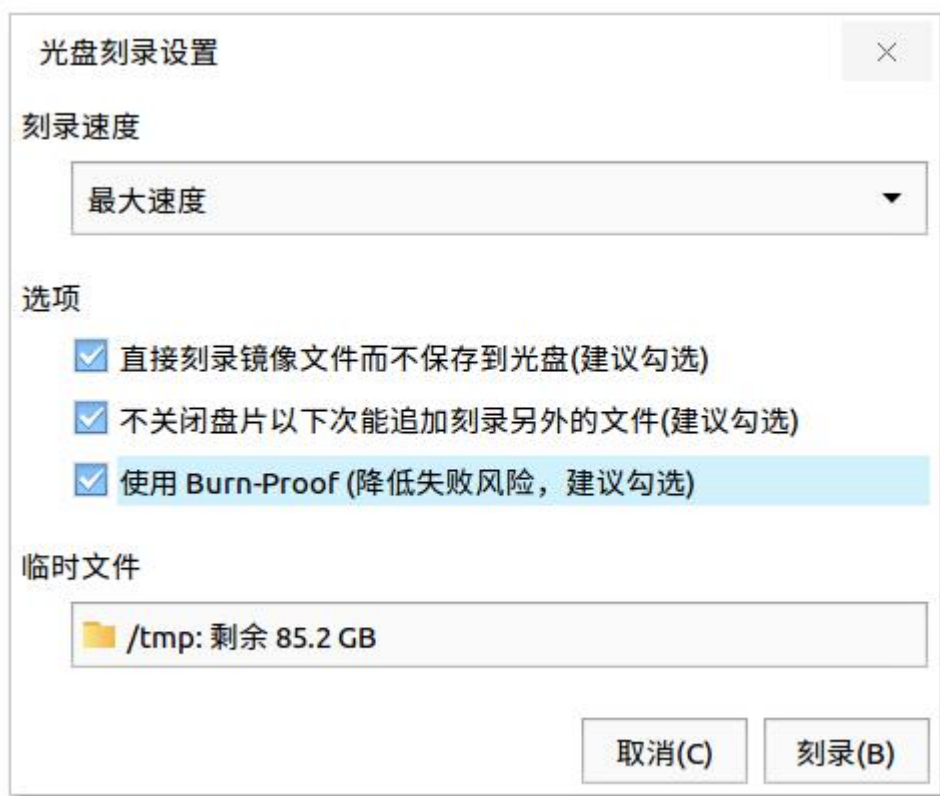 光盘刻录设置
刻录速度
最大速度
选项
直接刻录镜像文件而不保存到光盘(建议勾选)
不关闭盘片以下次能追加刻录另外的文件(建议勾选)
使用 Burn-Proof (降低失败风险，建议勾选)
临时文件
/tmp: 剩余 85.2 GB
取消(C) 刻录(B)